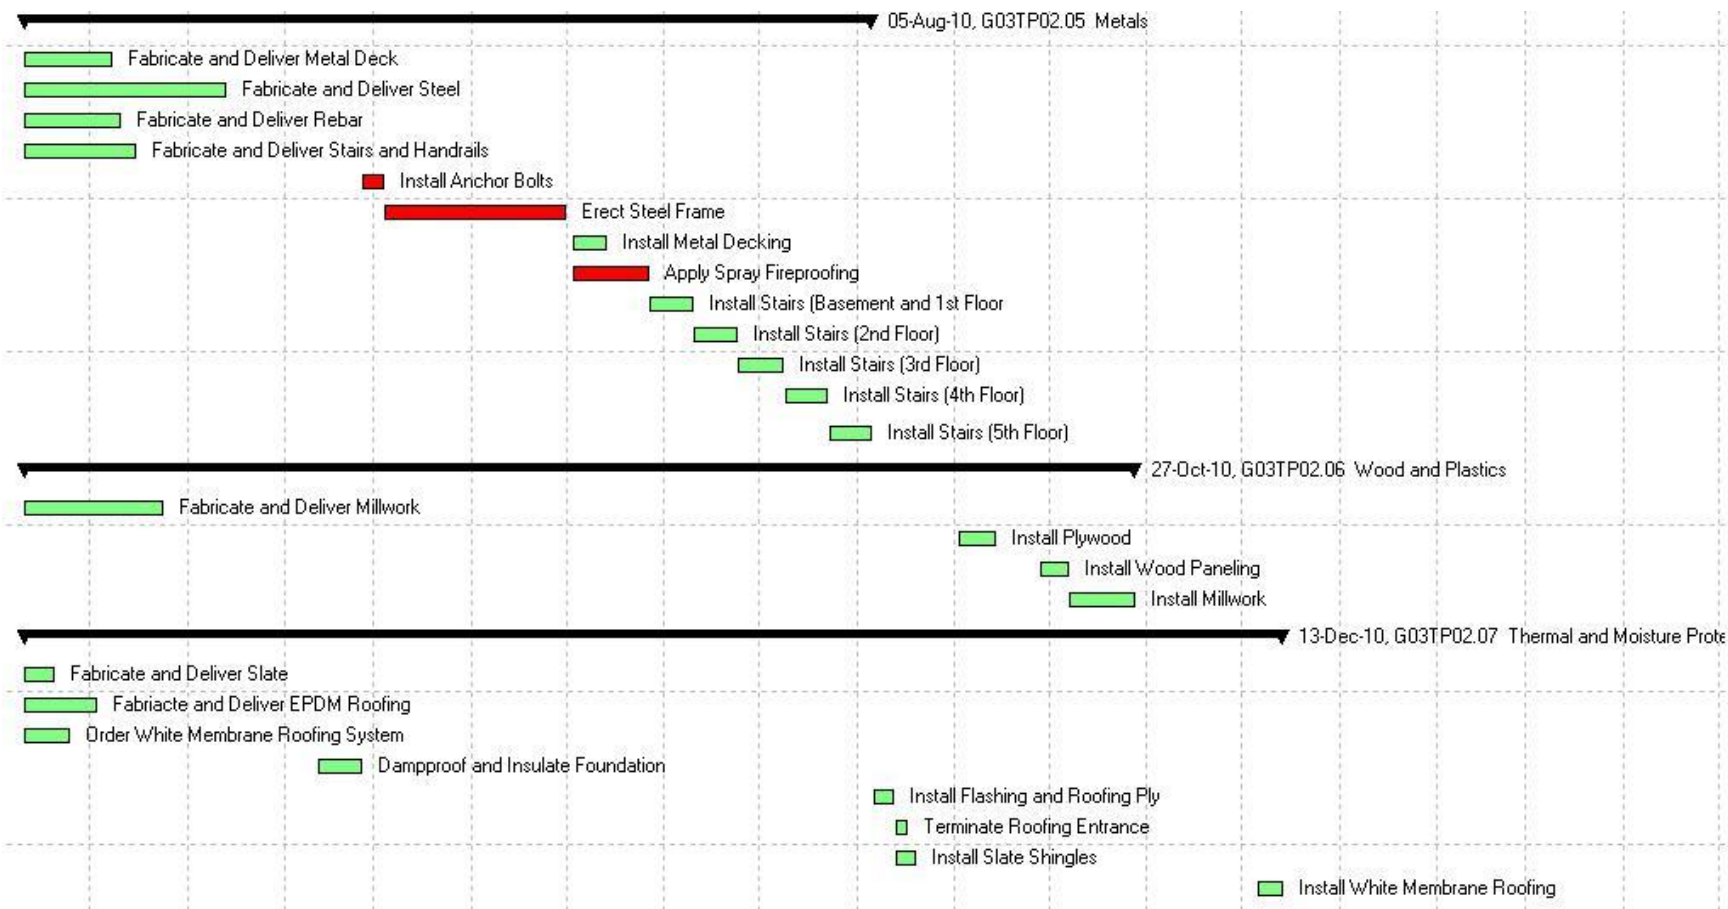 05-Aug-10, G03TP02.05 Metals
Fabricate and Deliver Metal Deck
Fabricate and Deliver Steel
Fabricate and Deliver Rebar
Fabricate and Deliver Stairs and Handrails
Install Anchor Bolts
Erect Steel Frame
Install Metal Decking
Apply Spray Fireproofing
Install Stairs (Basement and 1st Floor
Install Stairs (2nd Floor)
Install Stairs (3rd Floor)
Install Stairs (4th Floor)
Install Stairs (5th Floor)
27-Oct-10, G03TP02.06 Wood and Plastics
Fabricate and Deliver Millwork
Install Plywood
Install Wood Paneling
Install Millwork
13-Dec-10, G03TP02.07 Thermal and Moisture Prote
Fabricate and Deliver Slate
Fabriacte and Deliver EPDM Roofing
Order White Membrane Roofing System
Dampproof and Insulate Foundation
Install Flashing and Roofing Ply
Terminate Roofing Entrance
Install Slate Shingles
Install White Membrane Roofing